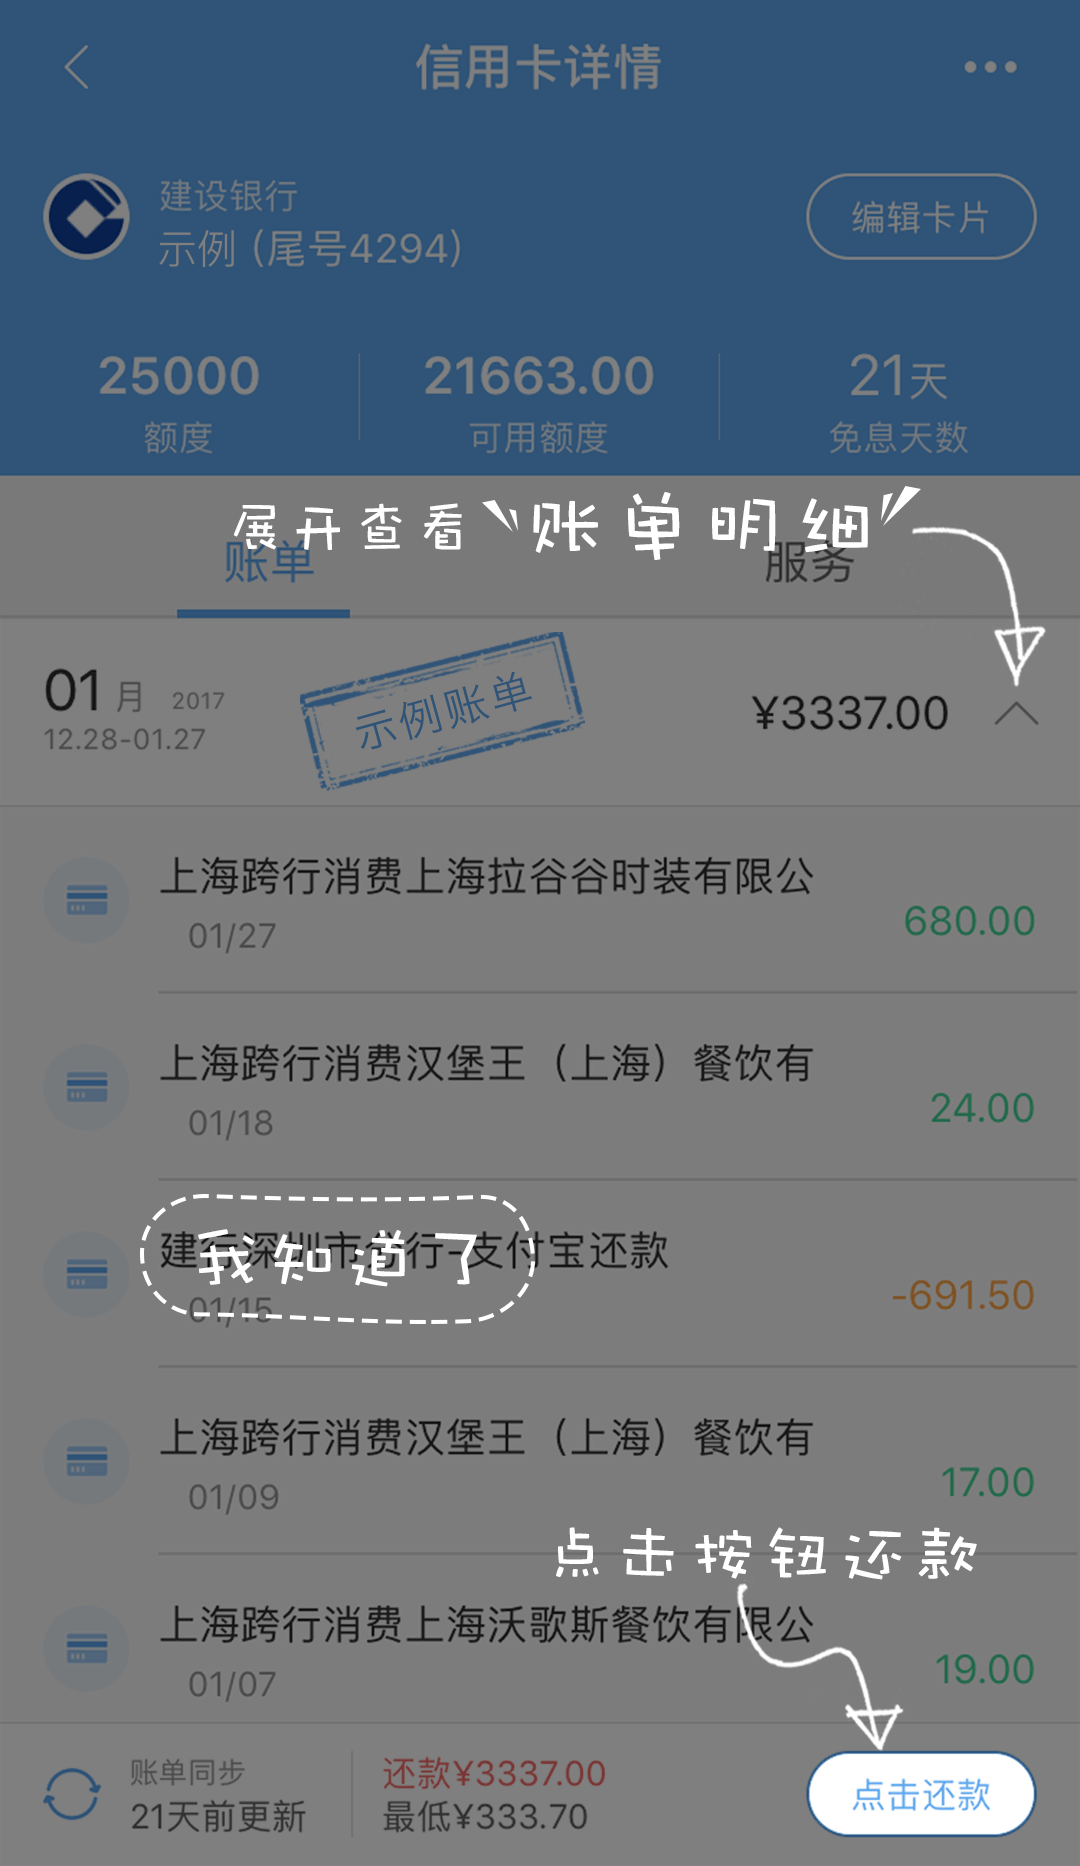 信用卡详情
建设银行
编辑卡片
示例 (尾号4294)
25000
21663.00
21天
额度
可用额度
免息天数
展开查看“账单明细”
账单
服务
01月 2017
12.28-01.27
示例账单
¥3337.00
上海跨行消费上海拉谷谷时装有限公
01/27
680.00
上海跨行消费汉堡王（上海）餐饮有
01/18
24.00
建行深圳市分行-支付宝还款
我知道了
01/15
-691.50
上海跨行消费汉堡王（上海）餐饮有
01/09
17.00
点击按钮还款
上海跨行消费上海沃歌斯餐饮有限公
01/07
19.00
账单同步
21天前更新
还款¥3337.00
最低¥333.70
点击还款